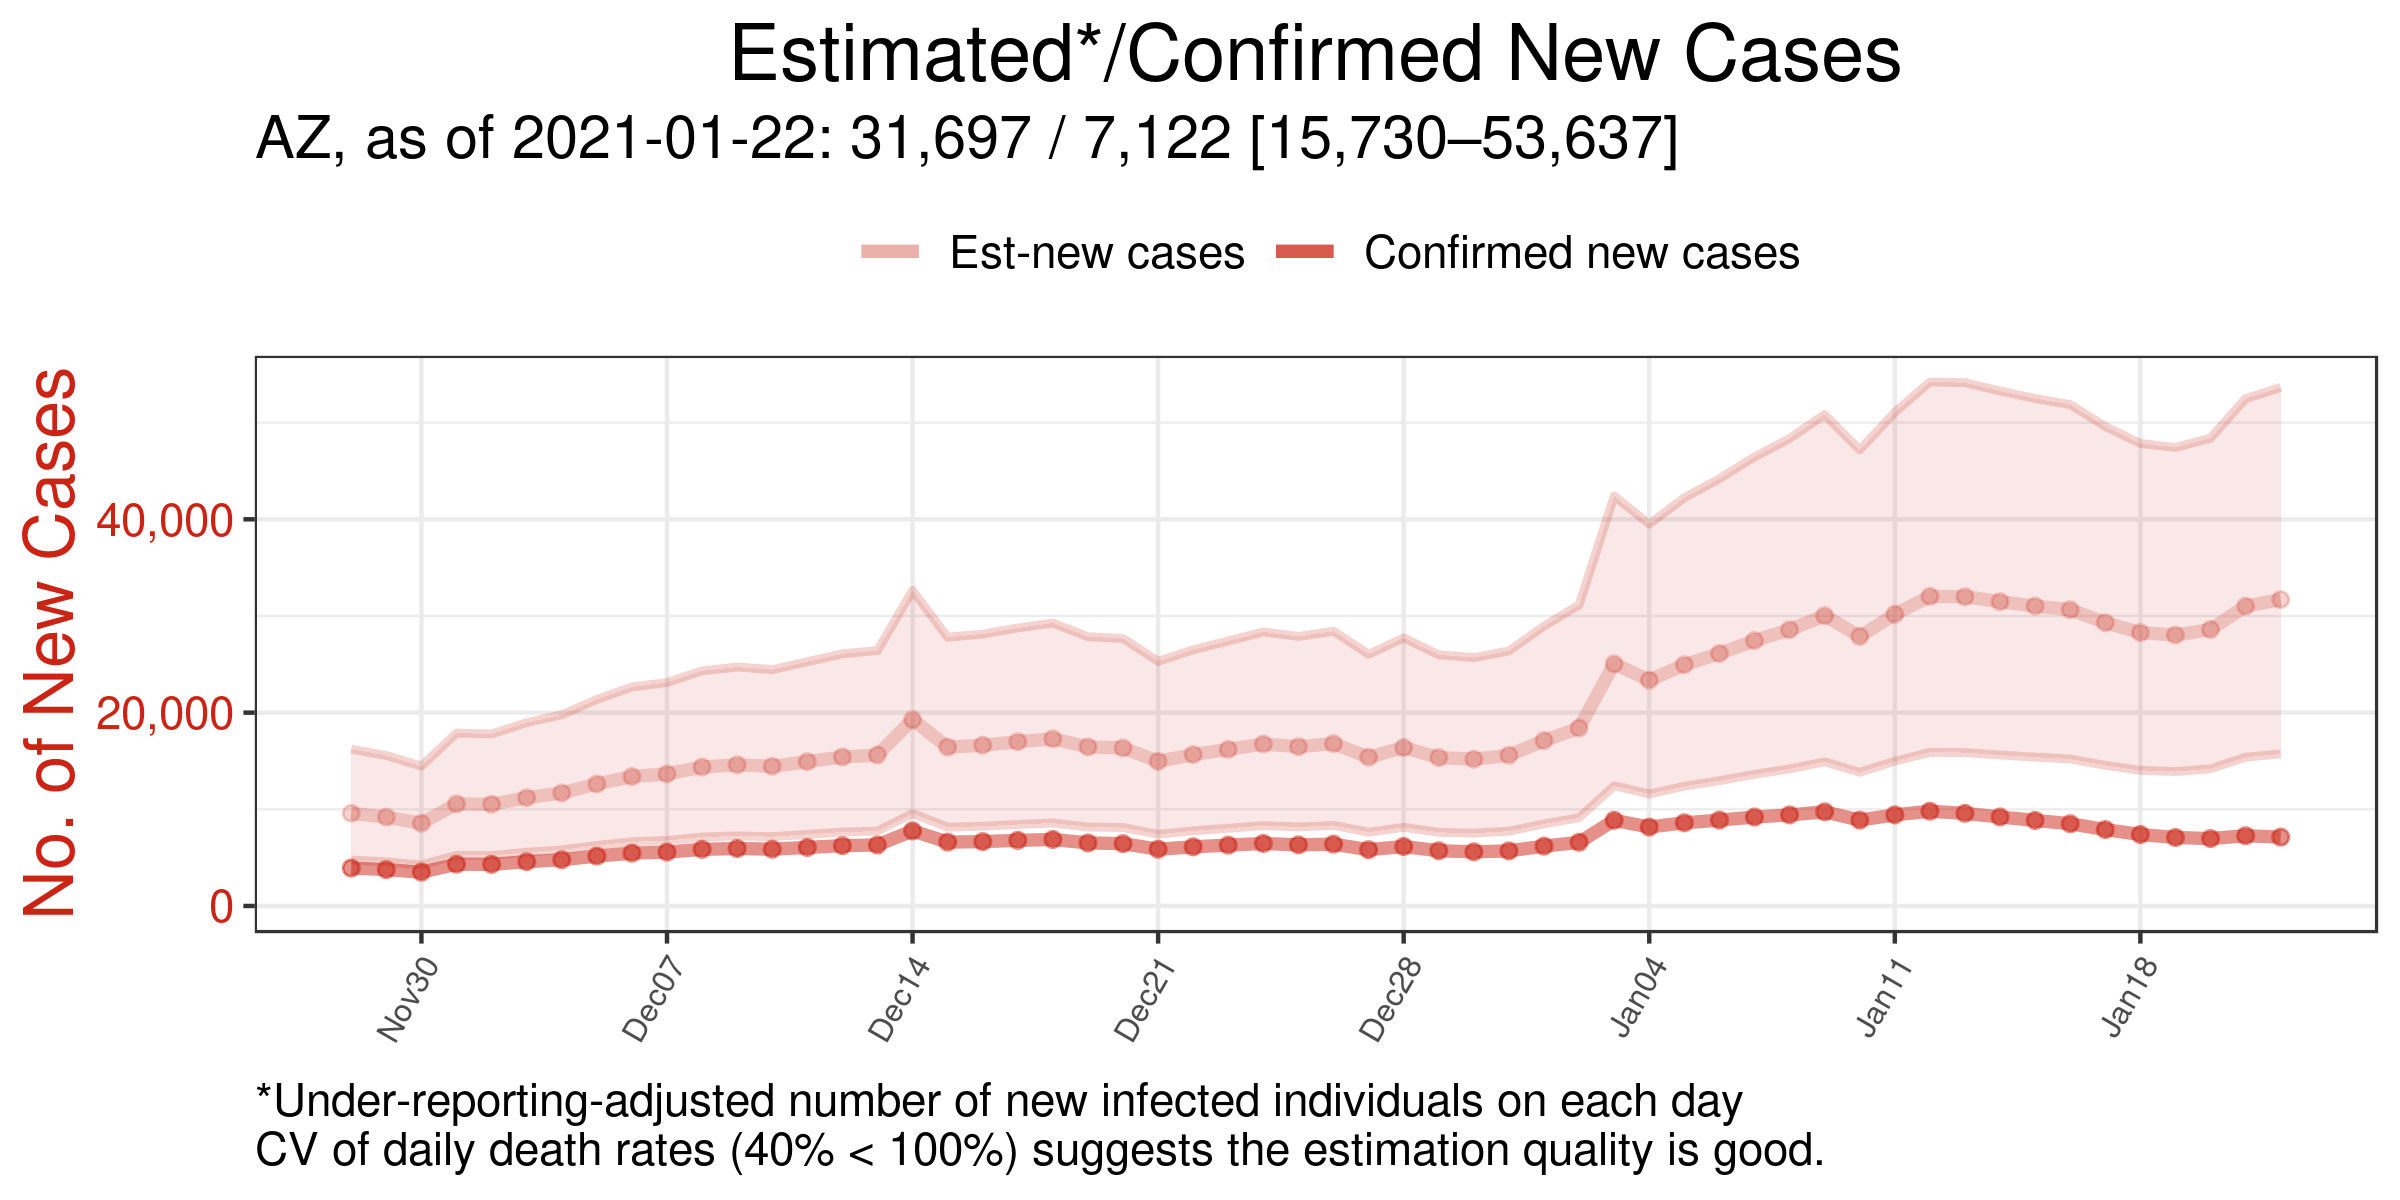 Estimated*/Confirmed New Cases
AZ, as of 2021-01-22: 31,697 / 7,122 [15,730–53,637]
Est-new cases Confirmed new cases
No. of New Cases
40,000
20,000
0
Nov30 Dec07 Dec14 Dec21 Dec28 Jan04 Jan11 Jan18
*Under-reporting-adjusted number of new infected individuals on each day
CV of daily death rates (40% < 100%) suggests the estimation quality is good.